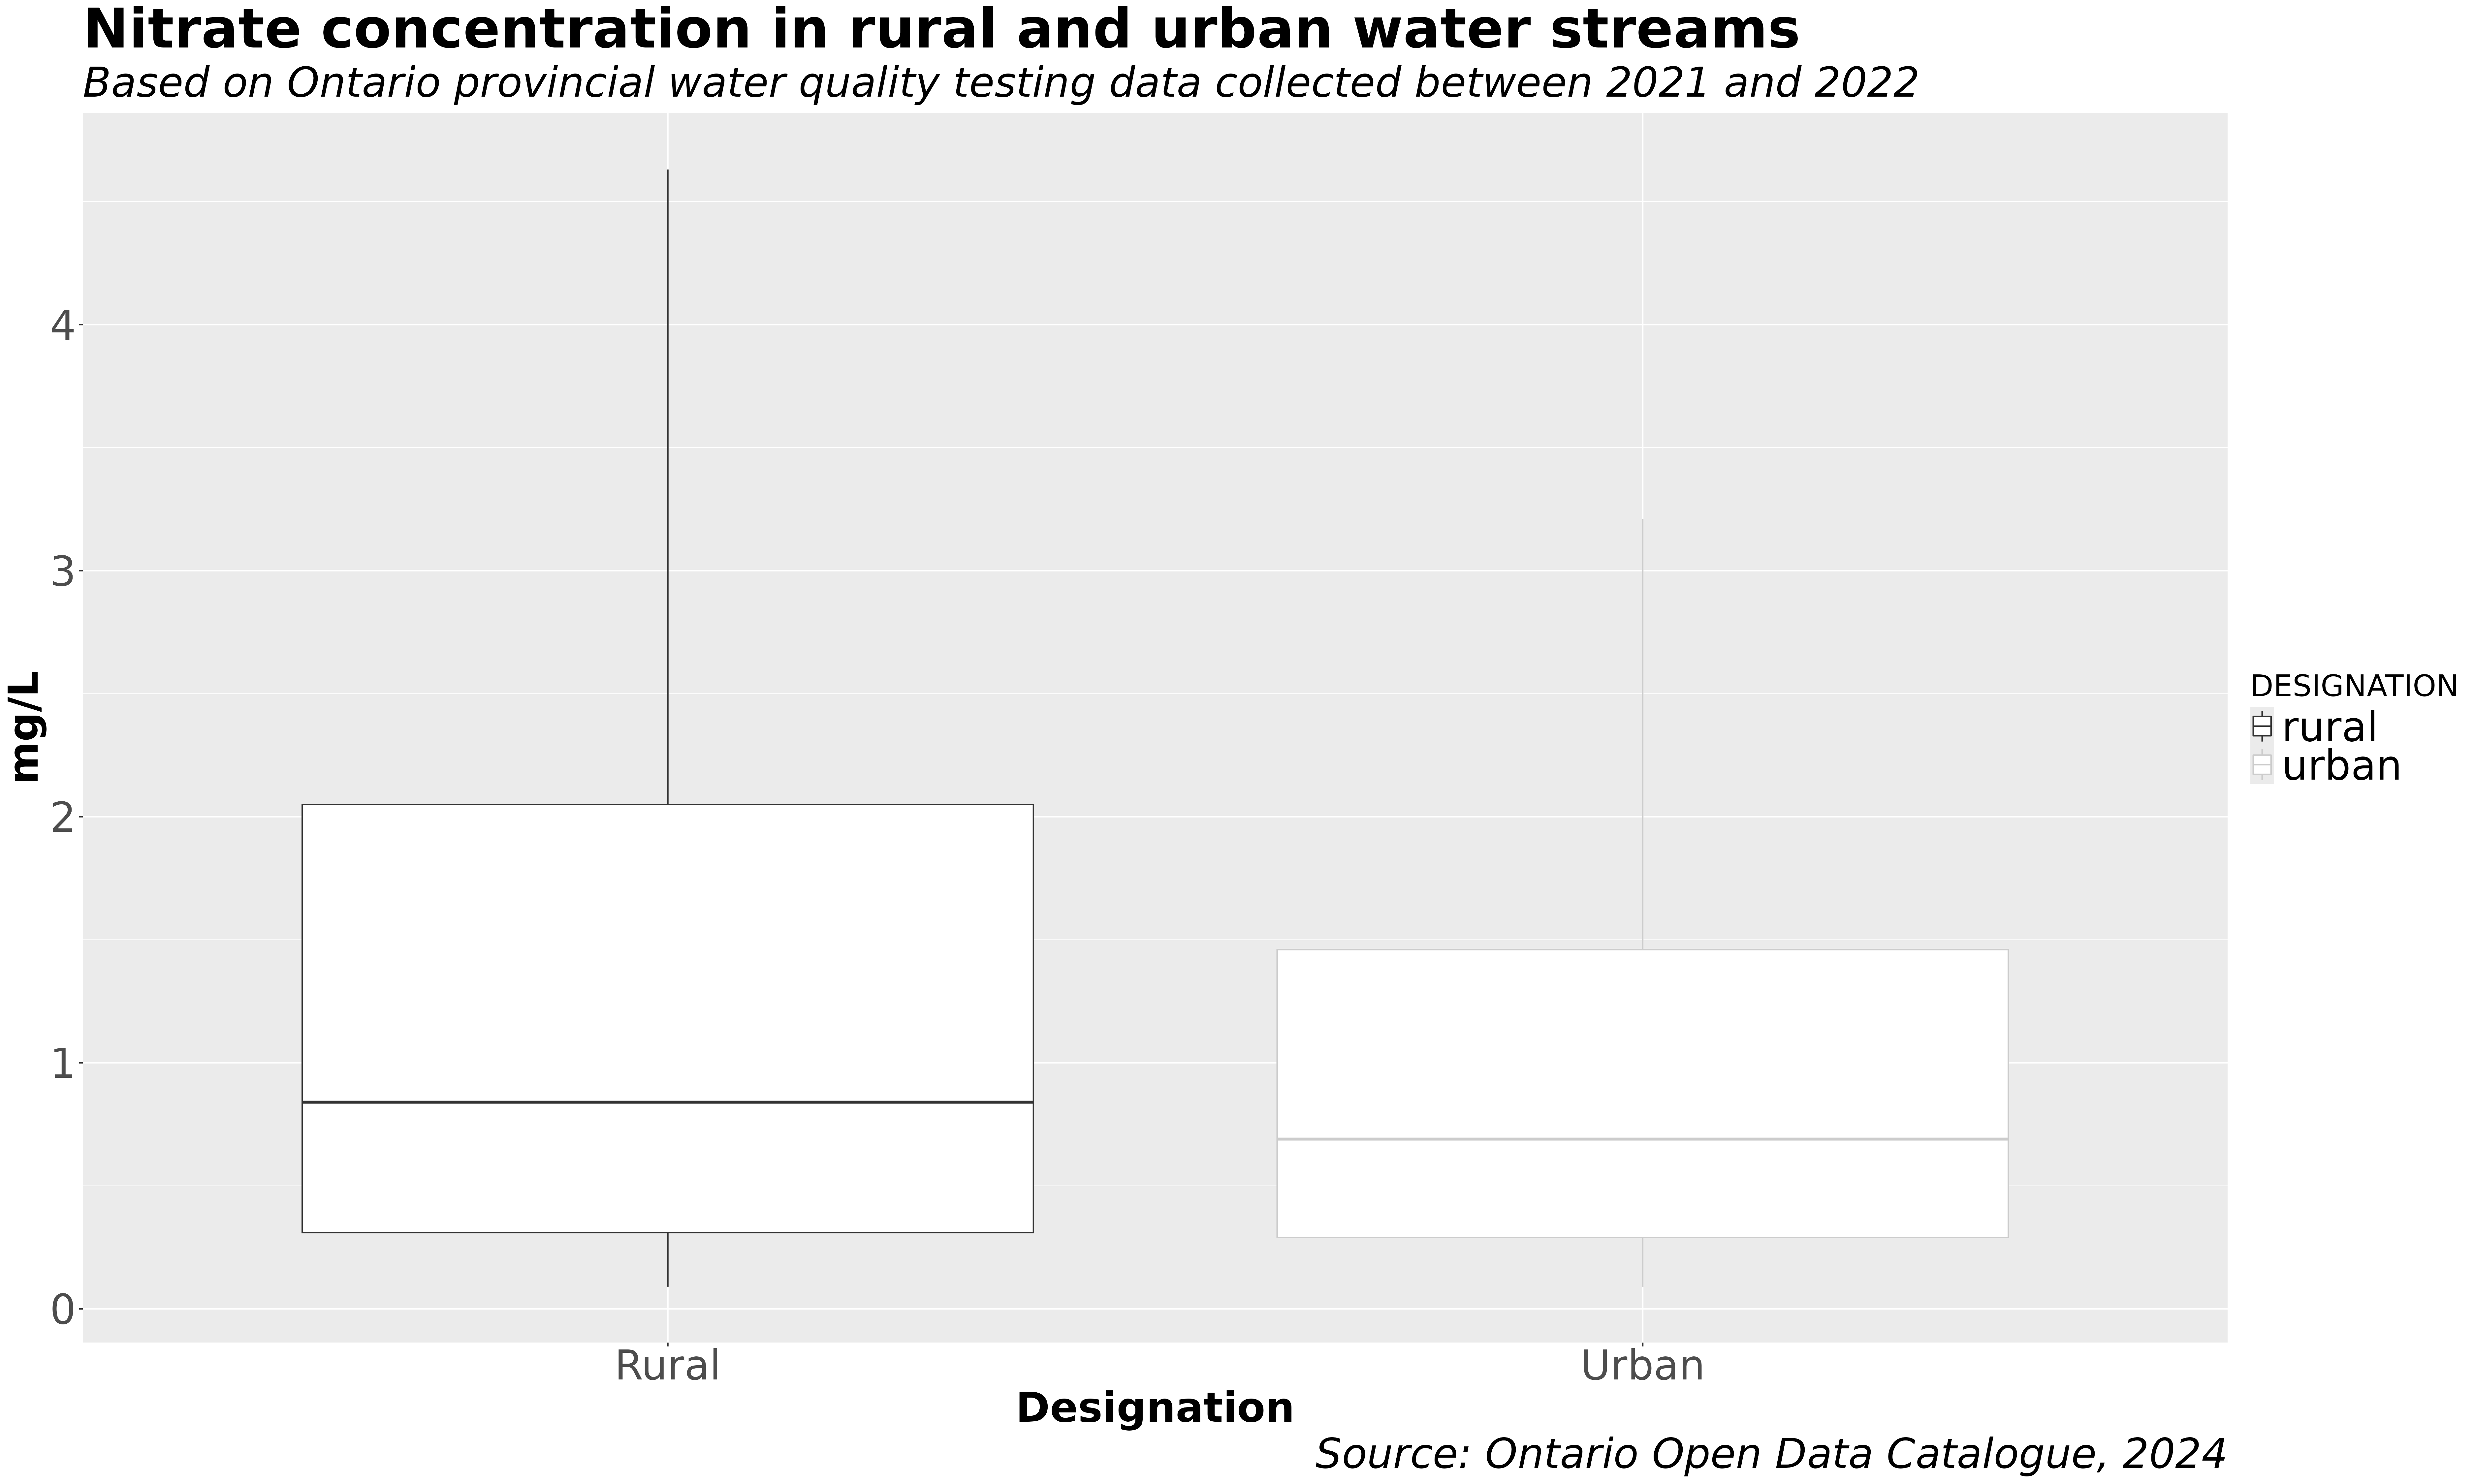 Nitrate concentration in rural and urban water streams
Based on Ontario provincial water quality testing data collected between 2021 and 2022
4
3
2
1
0
mg/L
Rural
Urban
Designation
DESIGNATION
rural
urban
Source: Ontario Open Data Catalogue, 2024